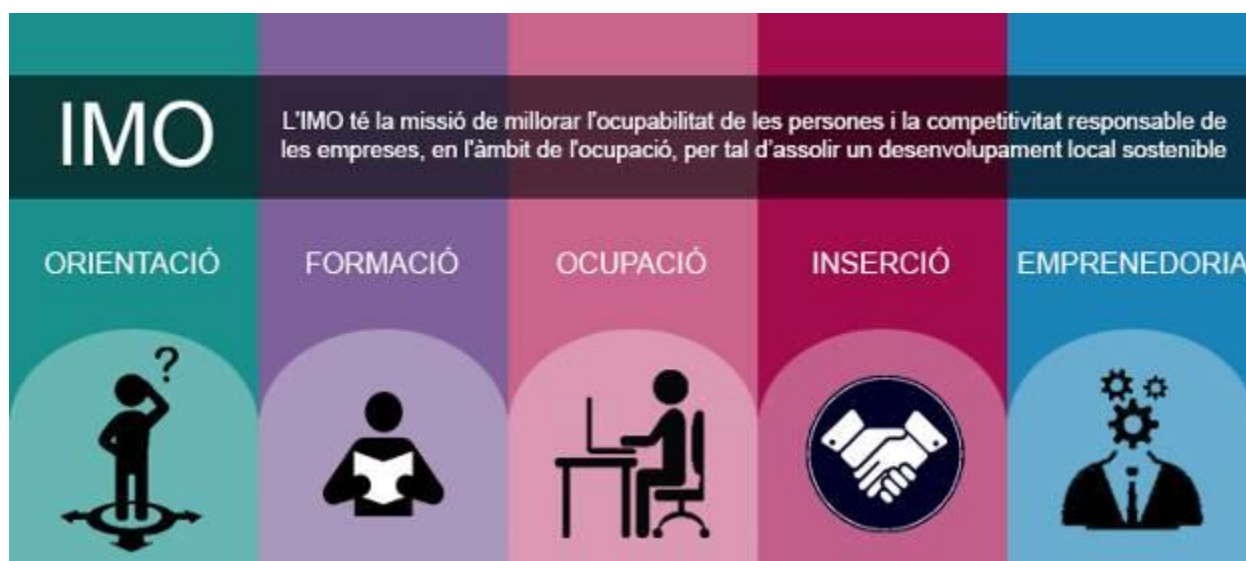 IMO
L'IMO té la missió de millorar l'ocupabilitat de les persones i la competitivitat responsable de
les empreses, en l'àmbit de l'ocupació, per tal d'assolir un desenvolupament local sostenible
ORIENTACIÓ
FORMACIÓ
OCUPACIÓ
INSERCIÓ
EMPRENEDORIA
?